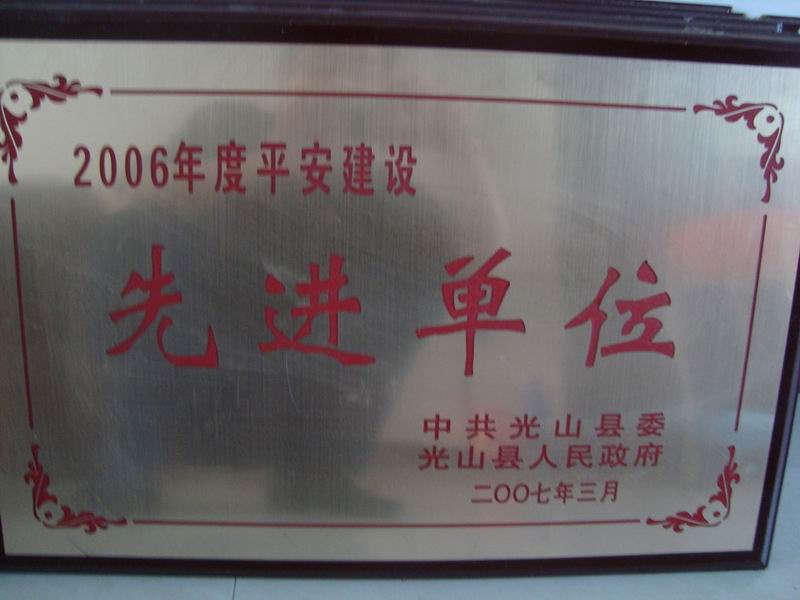 2006年度平安建设
先进单位
中共光山县委
光山县人民政府
二〇〇七年三月